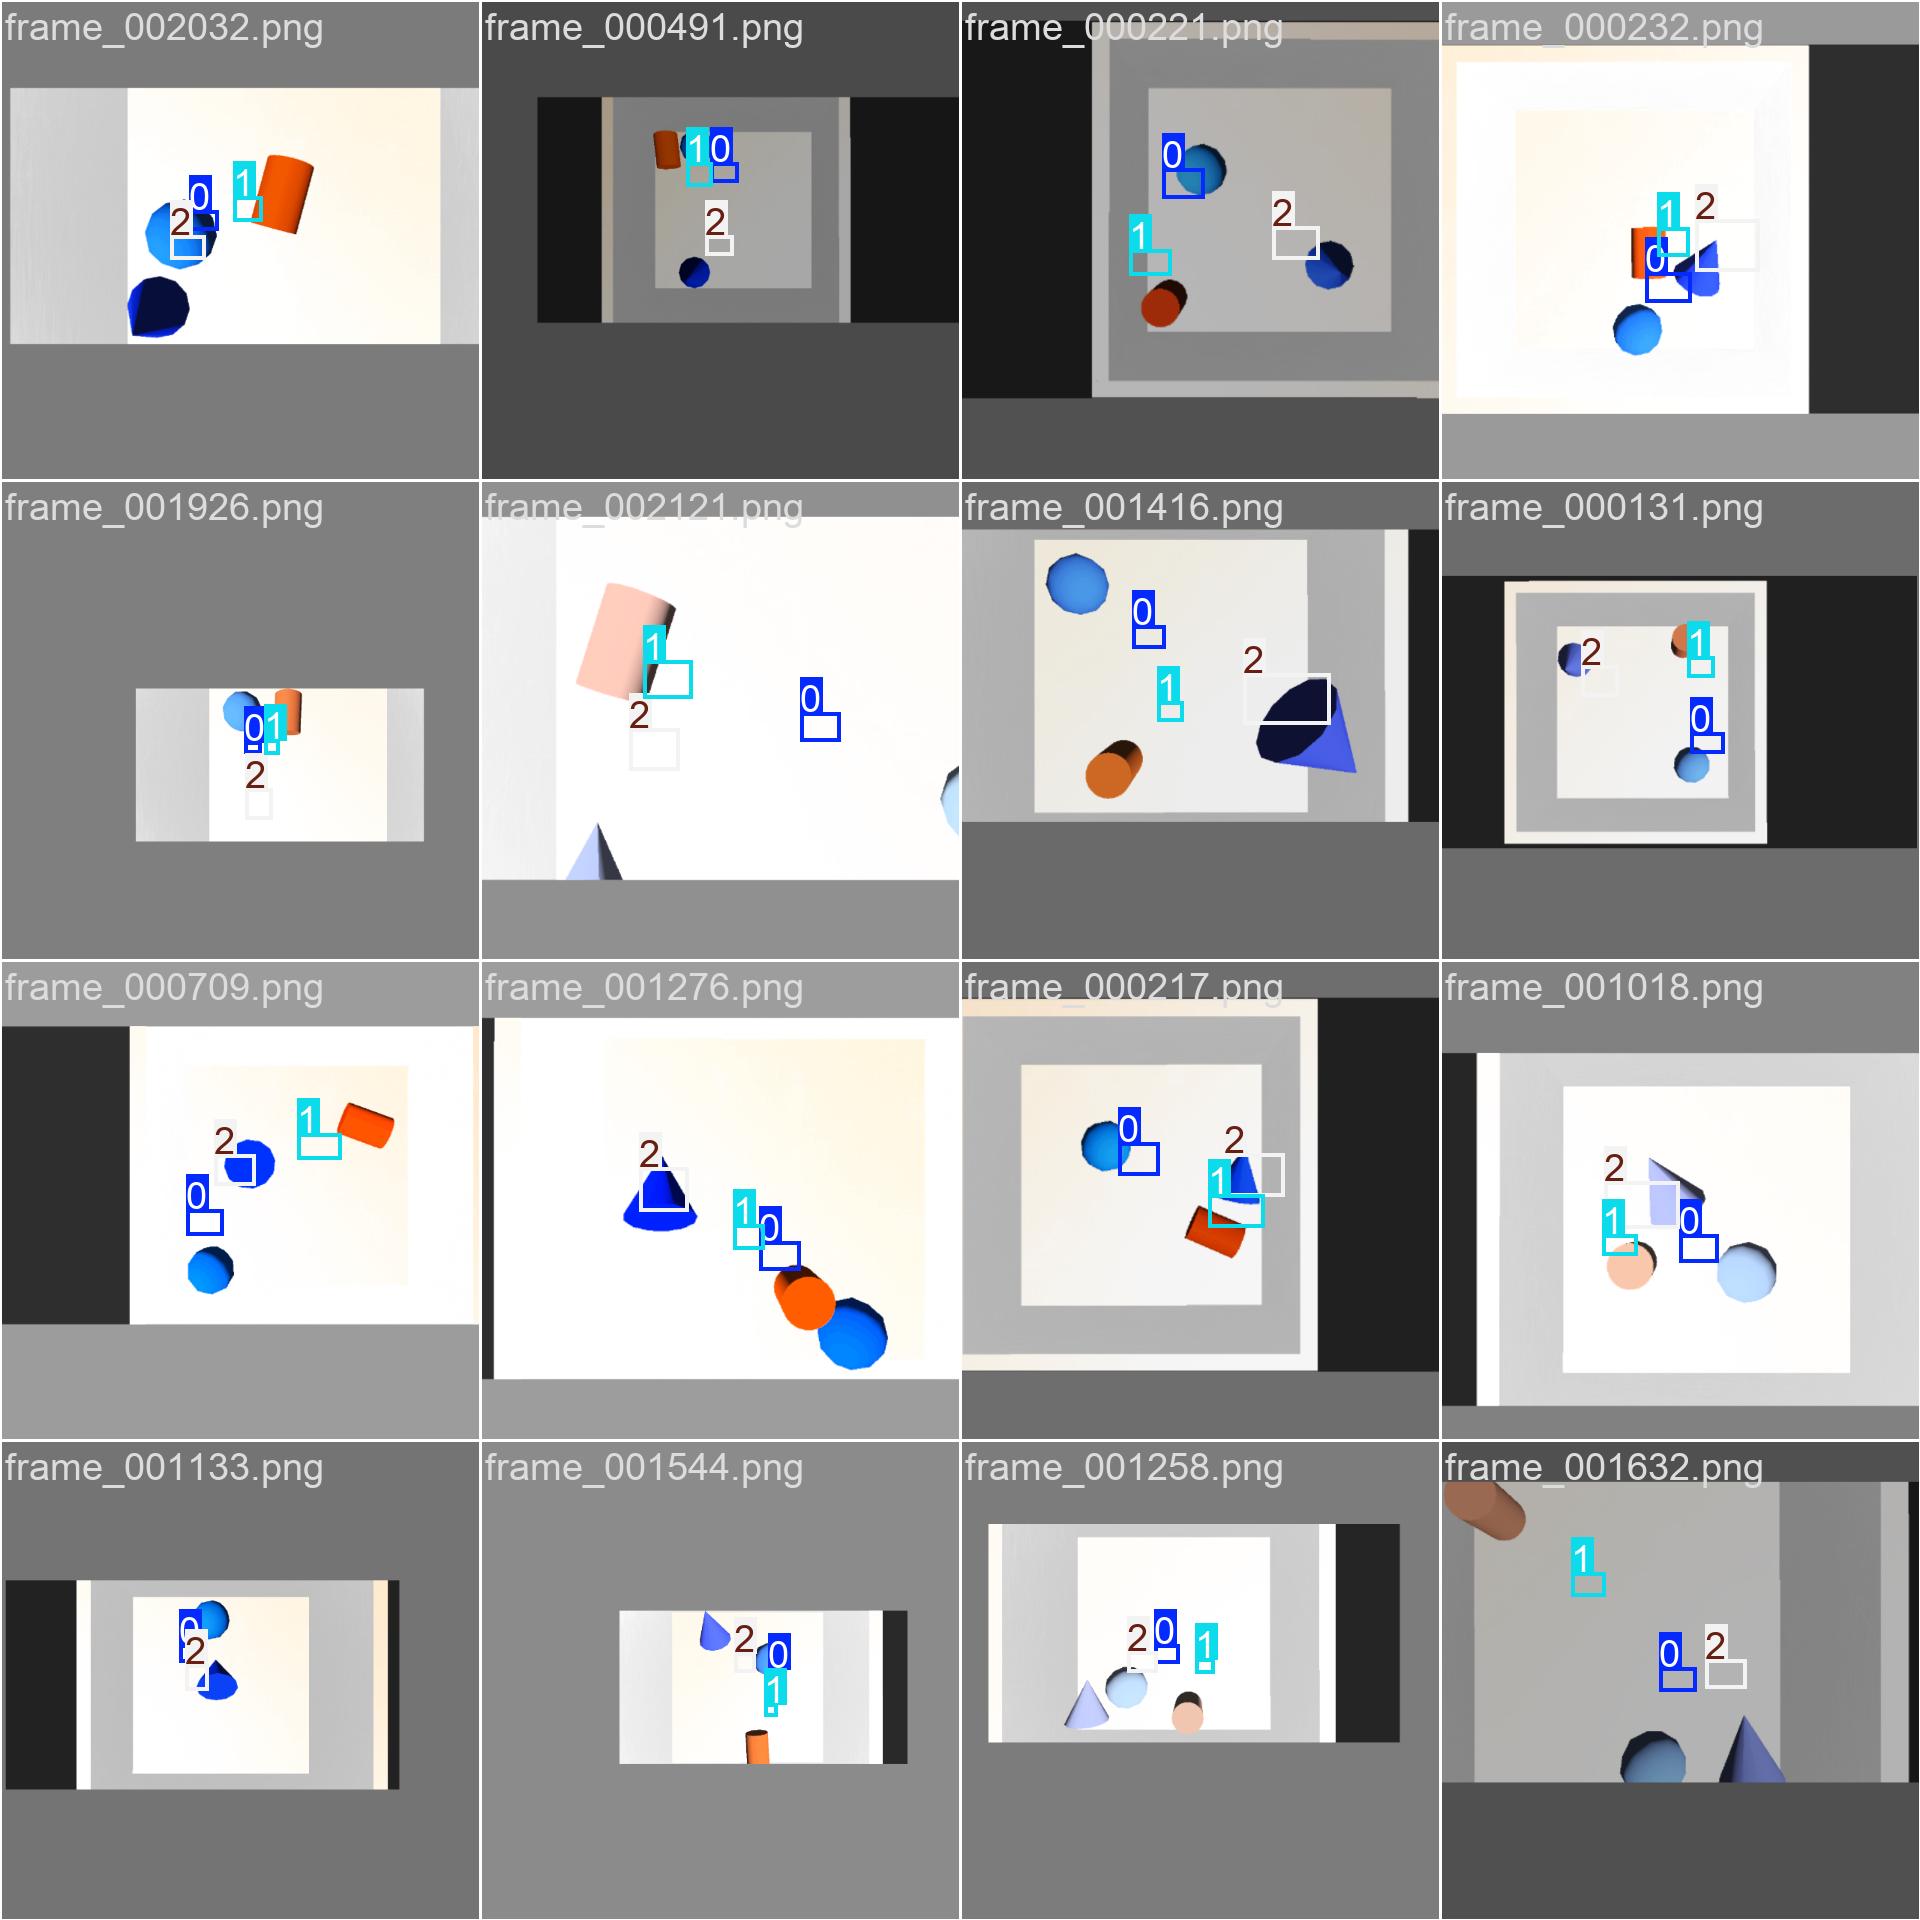 frame_002032.png
0
1
2
frame_000491.png
1 0
2
frame_000221.png
0
2
1
frame_000232.png
1 2
0
frame_001926.png
0 1
2
frame_002121.png
1
0
2
frame_001416.png
0
2
1
frame_000131.png
2 1
0
frame_000709.png
1
2
0
frame_001276.png
2
1
0
frame_000217.png
0
2
1
frame_001018.png
2
1 0
frame_001133.png
0
2
frame_001544.png
2
0
1
frame_001258.png
2 0 1
frame_001632.png
1
0 2